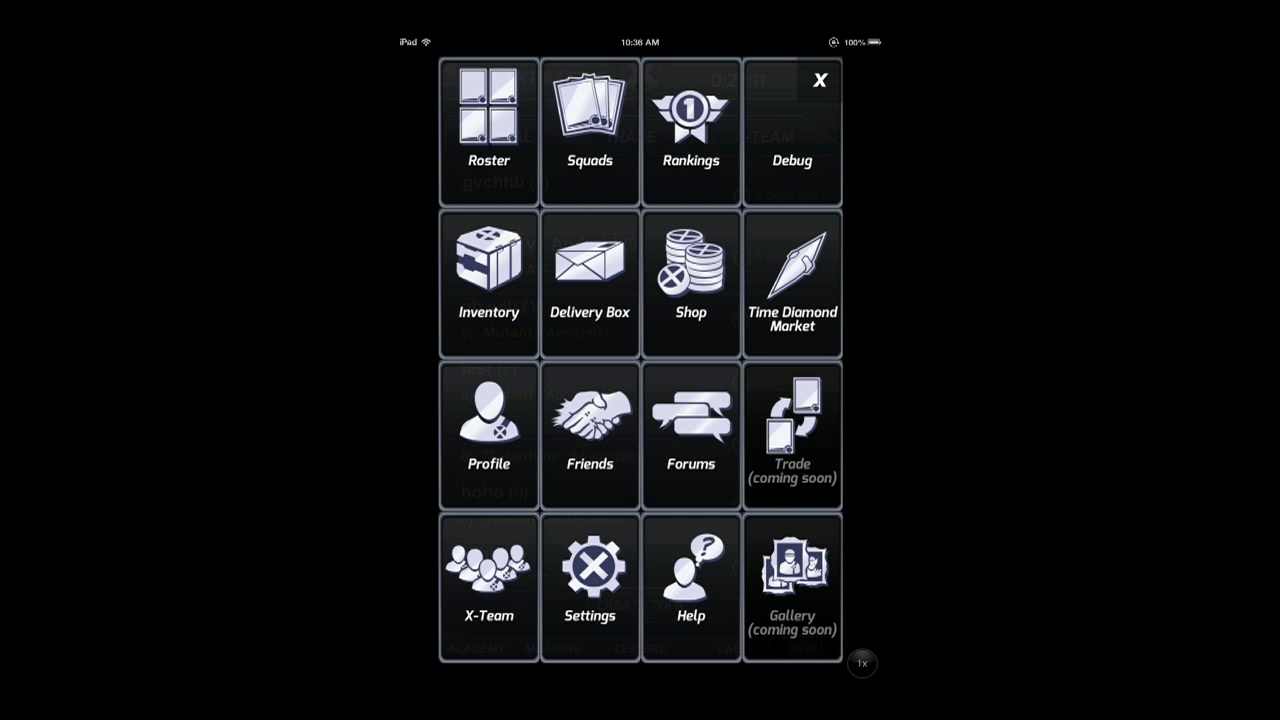 iPad 10:36 AM 100%
X
Roster Squads Rankings Debug
Inventory Delivery Box Shop Time Diamond
Market
Profile Friends Forums Trade
(coming soon)
X-Team Settings Help Gallery
(coming soon)
1x